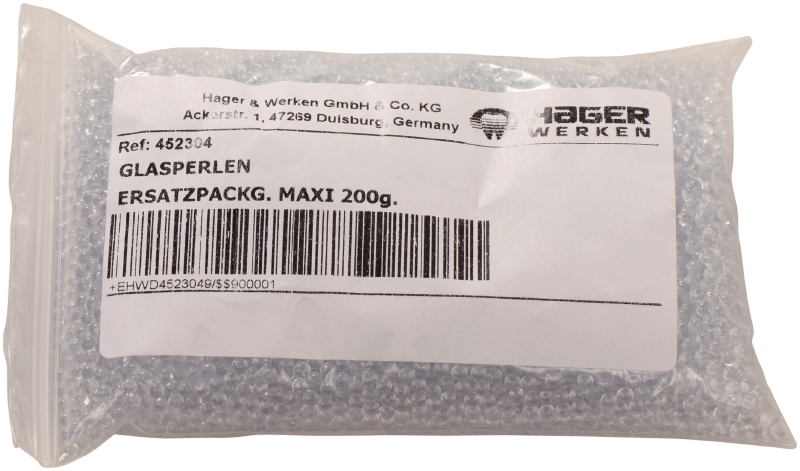 Hager & Werken GmbH & Co. KG
Ackerstr. 1, 47269 Duisburg, Germany
HAGER
WERKEN
Ref: 452304
GLASPERLEN
ERSATZPACKG. MAXI 200g.
+EHWD4523049/$$900001